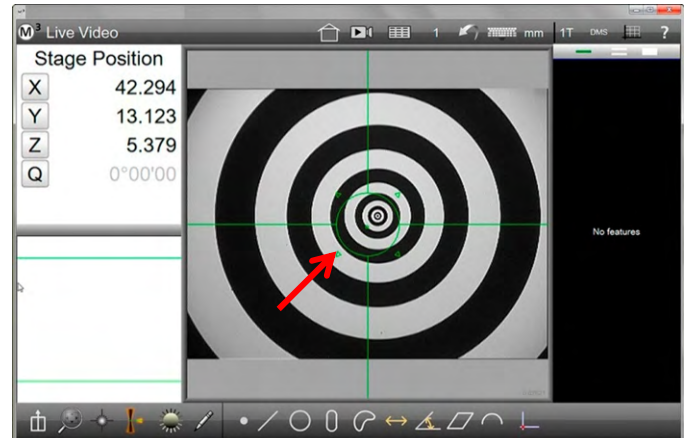 M³ Live Video
1
mm
1T
DMS
?
Stage Position
X 42.294
Y 13.123
Z 5.379
Q 0°00'00
No features